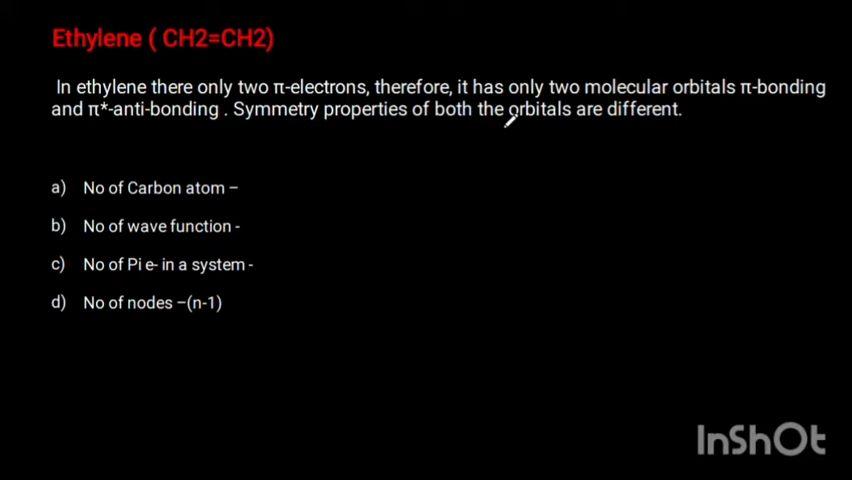 Ethylene ( CH2=CH2)
In ethylene there only two π-electrons, therefore, it has only two molecular orbitals π-bonding
and π*-anti-bonding . Symmetry properties of both the orbitals are different.
a) No of Carbon atom –
b) No of wave function -
c) No of Pi e- in a system -
d) No of nodes –(n-1)
InShOt